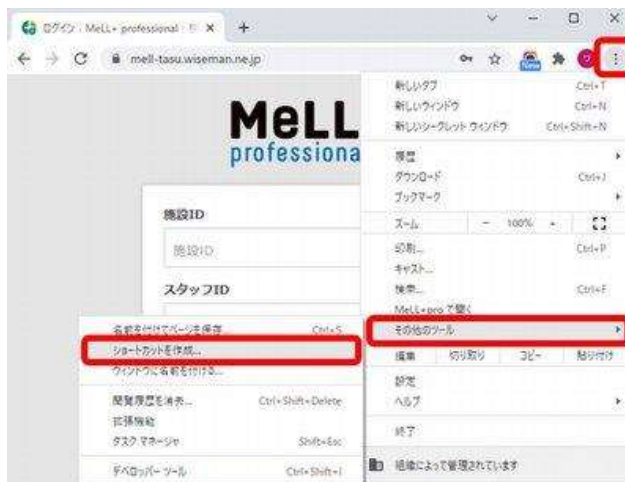 ログイン | MeLL+ professional
mell-tasu.wiseman.ne.jp
New
ワ
MeLL
professiona
施設ID
施設ID
スタッフID
新しいタブ Ctrl+T
新しいウィンドウ Ctrl+N
新しいシークレット ウィンドウ Ctrl+Shift+N
履歴
ダウンロード Ctrl+J
ブックマーク
ズーム - 100% +
印刷... Ctrl+P
キャスト...
検索... Ctrl+F
MeLL+pro で開く
その他のツール
編集 切り取り コピー 貼り付け
設定
ヘルプ
終了
組織によって管理されています
名前を付けてページを保存... Ctrl+S
ショートカットを作成...
ウィンドウに名前を付ける...
閲覧履歴を消去... Ctrl+Shift+Delete
拡張機能
タスク マネージャ Shift+Esc
デベロッパー ツール Ctrl+Shift+I